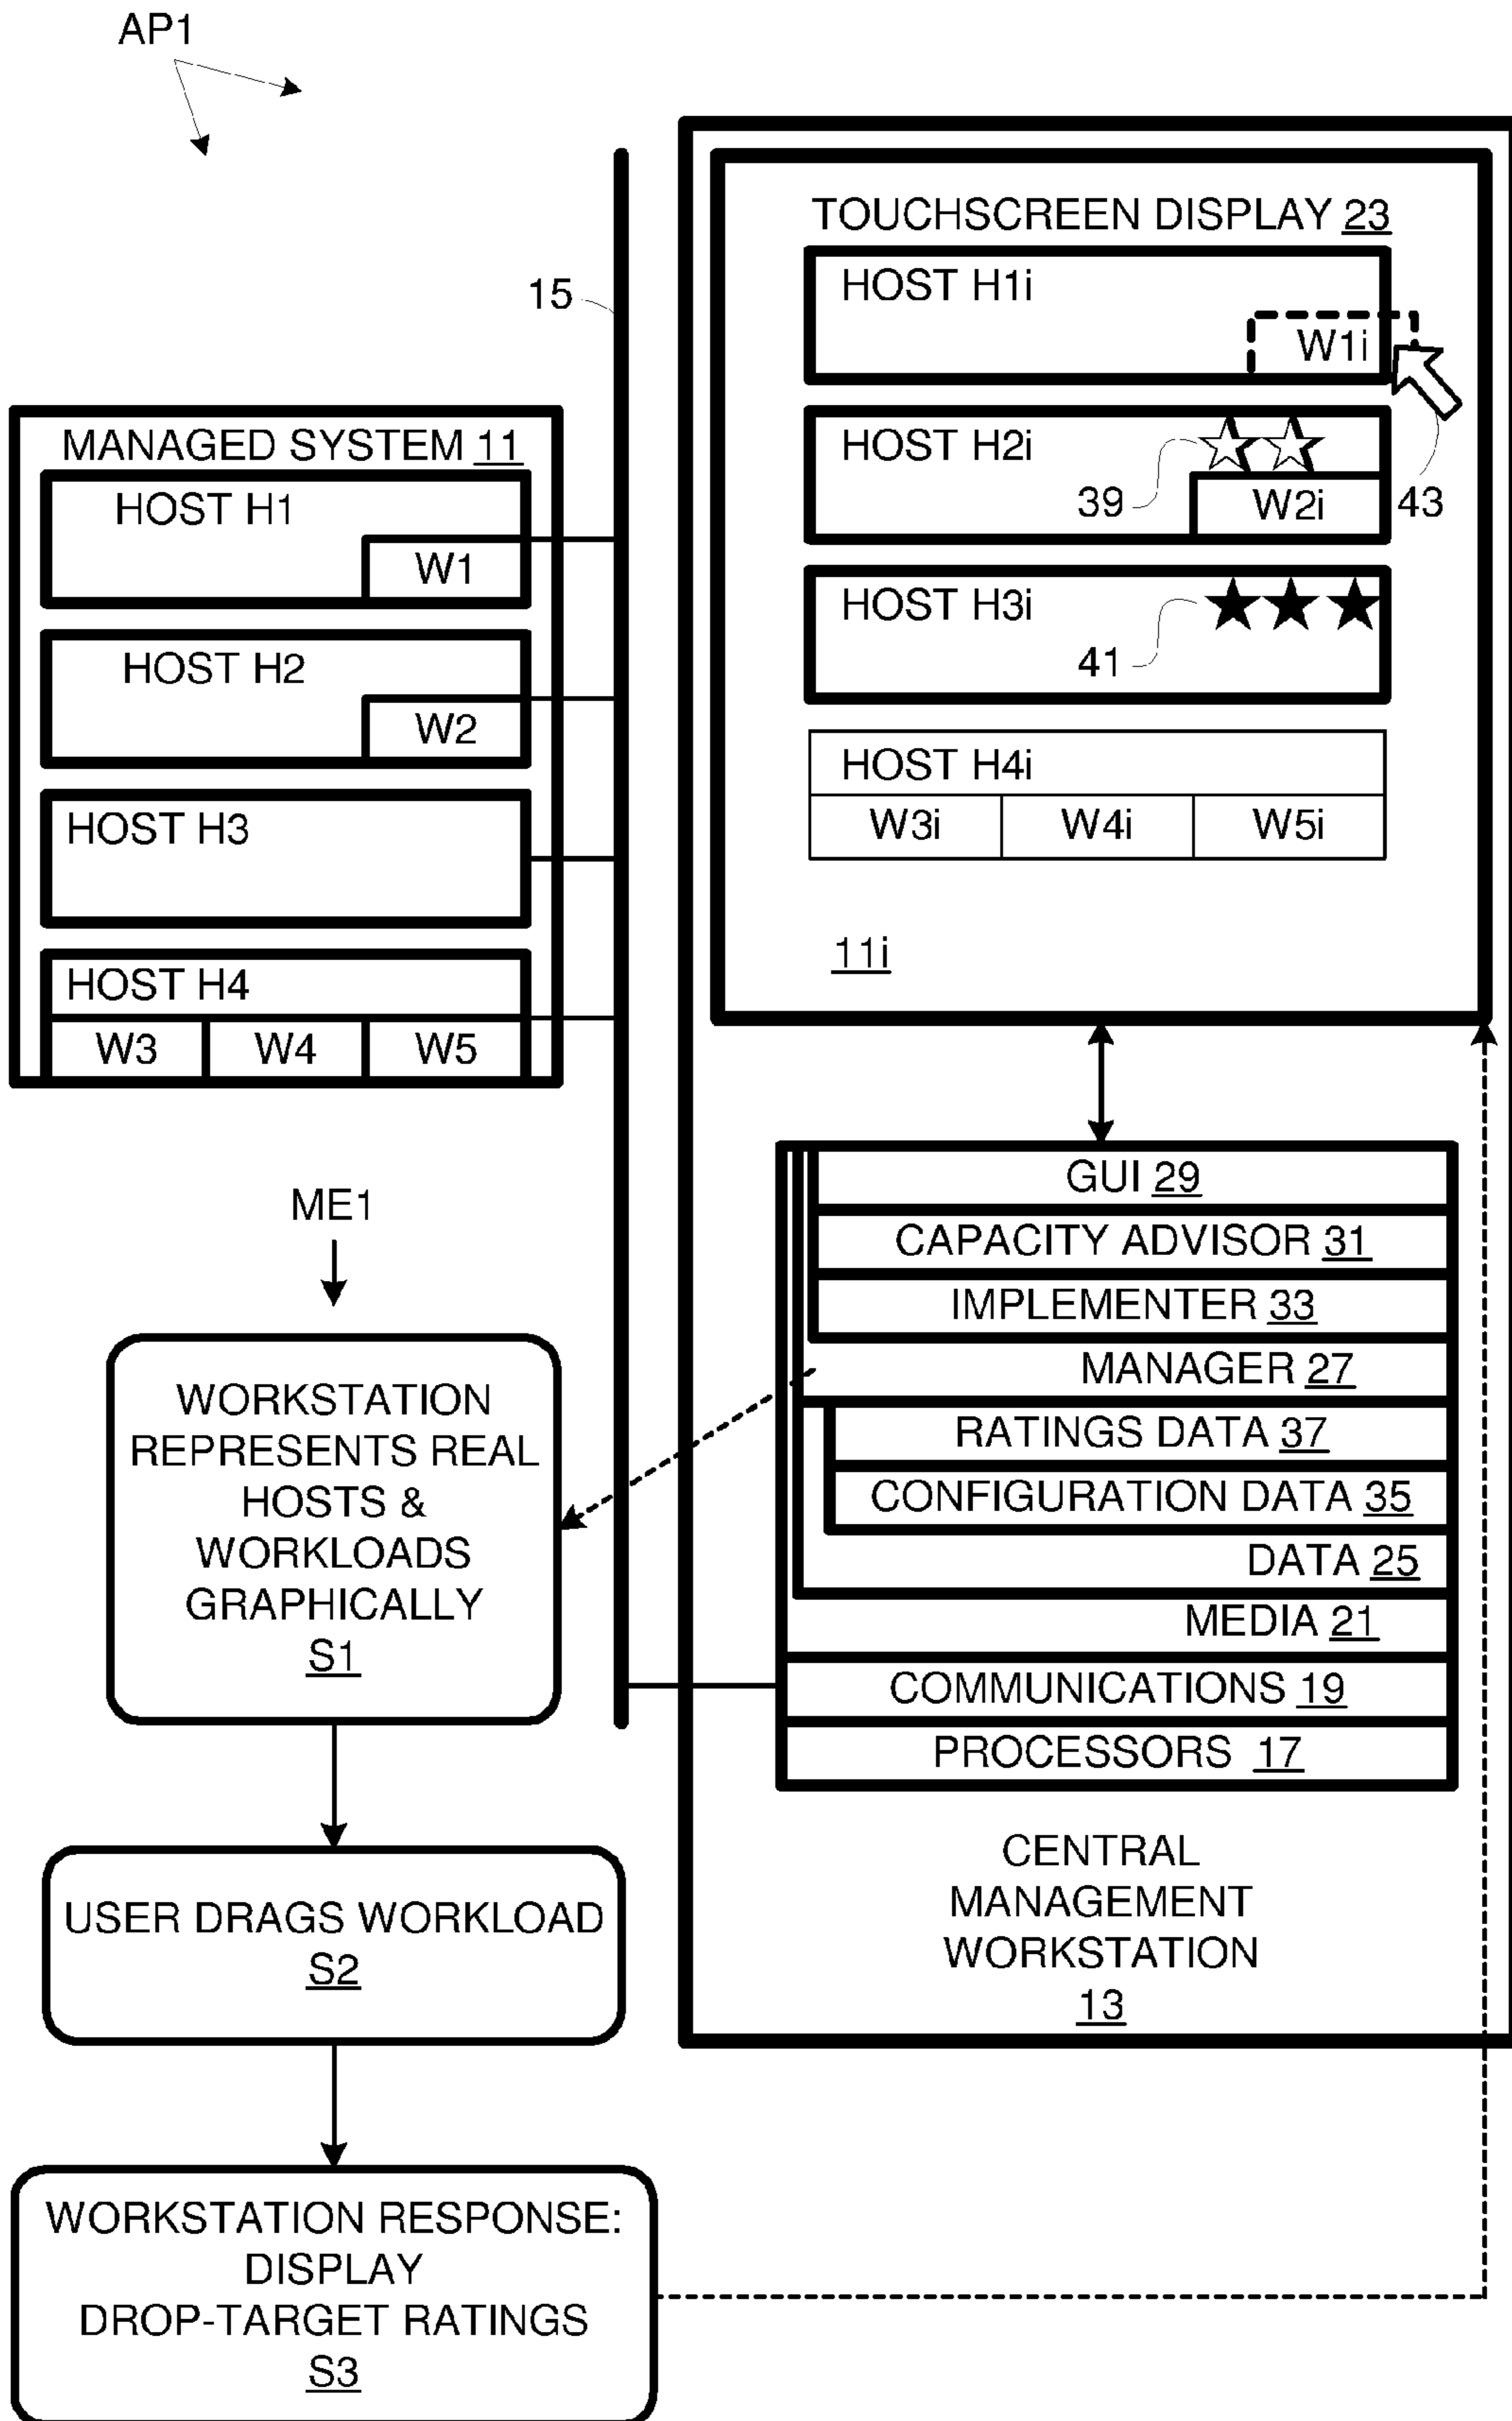 AP1
15
MANAGED SYSTEM 11
HOST H1
W1
HOST H2
W2
HOST H3
HOST H4
W3 W4 W5
TOUCHSCREEN DISPLAY 23
HOST H1i
W1i
43
HOST H2i
39
W2i
HOST H3i
41
HOST H4i
W3i W4i W5i
11i
GUI 29
CAPACITY ADVISOR 31
IMPLEMENTER 33
MANAGER 27
RATINGS DATA 37
CONFIGURATION DATA 35
DATA 25
MEDIA 21
COMMUNICATIONS 19
PROCESSORS 17
CENTRAL
MANAGEMENT
WORKSTATION
13
ME1
WORKSTATION
REPRESENTS REAL
HOSTS &
WORKLOADS
GRAPHICALLY
S1
USER DRAGS WORKLOAD
S2
WORKSTATION RESPONSE:
DISPLAY
DROP-TARGET RATINGS
S3